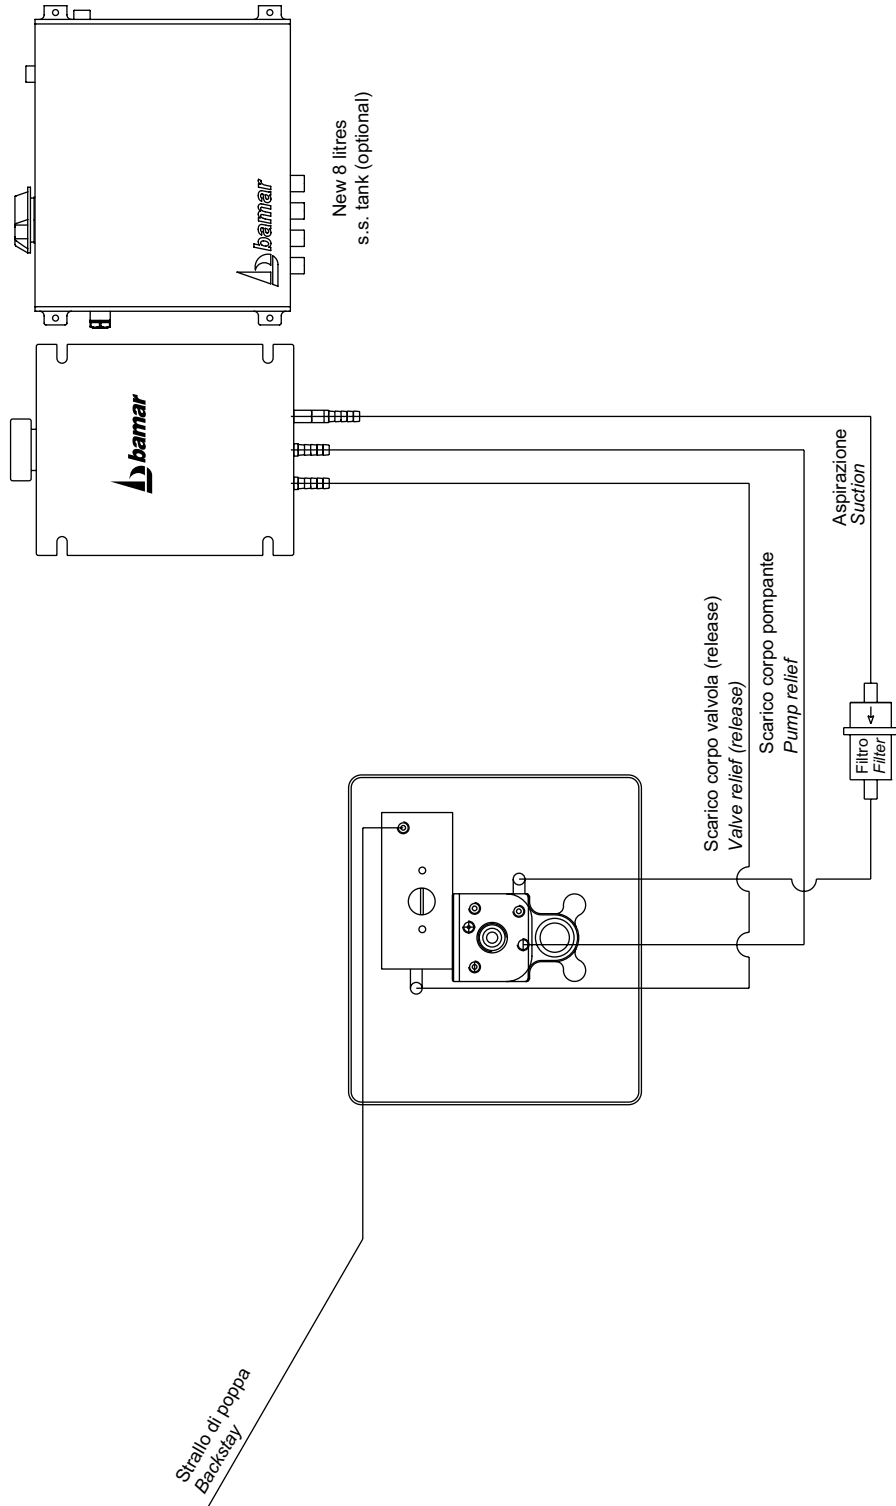 New 8 litres
s.s. tank (optional)
bamar
bamar
Aspirazione
Suction
Scarico corpo pompante
Pump relief
Scarico corpo valvola (release)
Valve relief (release)
Filtro
Filter
Strallo di poppa
Backstay